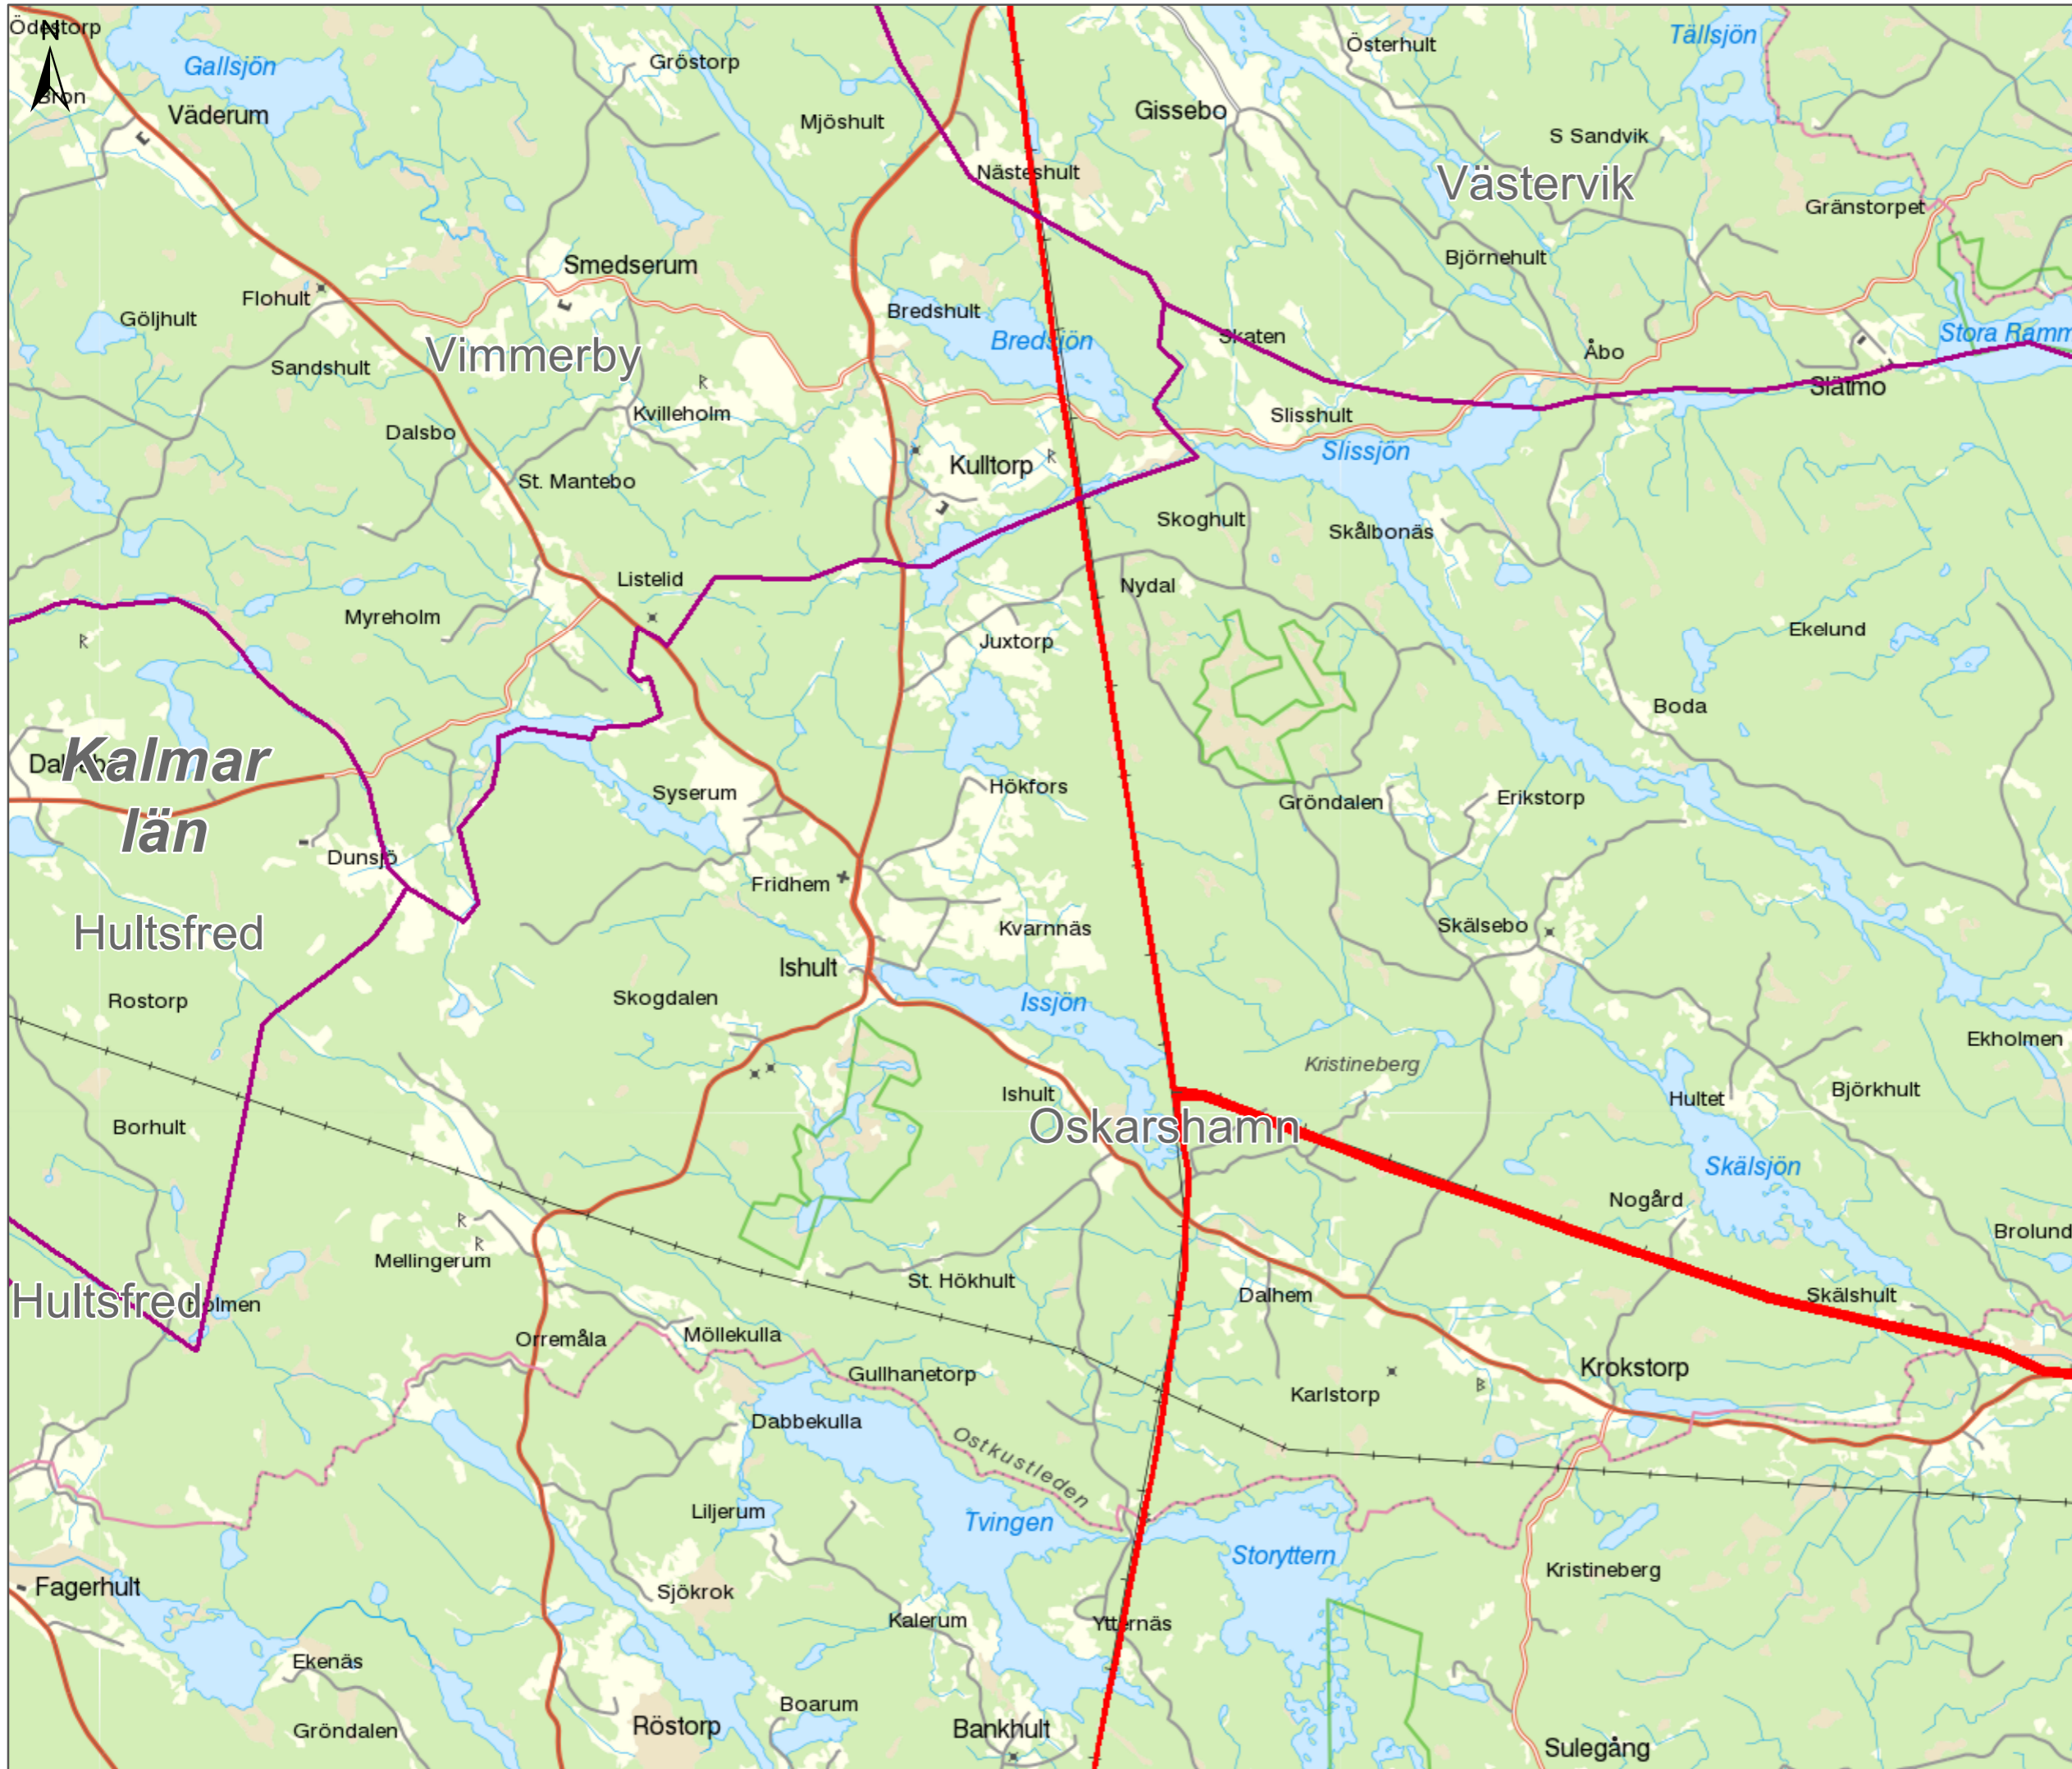 Ödestorp
N
Gallsjön
Bron
Väderum
Gröstorp
Mjöshult
Gissebo
Österhult
Tällsjön
S Sandvik
Västervik
Gränstorpet
Nästeshult
Björnehult
Smedserum
Flohult
Göljhult
Sandshult
Vimmerby
Bredshult
Bredsjön
Skaten
Åbo
Stora Ramm
Slätmo
Kvilleholm
Slisshult
Dalsbo
Kulltorp
R
R
Slissjön
St. Mantebo
Skoghult
Skålbonäs
Listelid
Nydal
Myreholm
R
Juxtorp
Ekelund
Boda
Kalmar
län
Syserum
Hökfors
Gröndalen
Erikstorp
Dunsjö
Fridhem
Hultsfred
Kvarnnäs
Skälsebo
Ishult
Rostorp
Skogdalen
Issjön
Ekholmen
Kristineberg
Ishult
Hultet
Björkhult
Borhult
Oskarshamn
Skälsjön
Nogård
R
R
Mellingerum
Brolund
St. Hökhult
Dalhem
Skälshult
Hultsfred
Holmen
Orremåla
Möllekulla
Gullhanetorp
Krokstorp
Karlstorp
B
Dabbekulla
Ostkustleden
Liljerum
Tvingen
Storyttern
Kristineberg
Fagerhult
Sjökrok
Kalerum
Ytternäs
Ekenäs
Boarum
Gröndalen
Röstorp
Bankhult
Sulegång